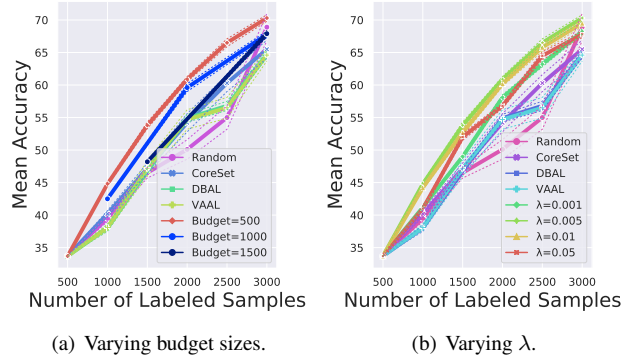 70
65
60
55
50
45
40
35
Mean Accuracy
Random
CoreSet
DBAL
VAAL
Budget=500
Budget=1000
Budget=1500
500 1000 1500 2000 2500 3000
Number of Labeled Samples
(a) Varying budget sizes.
70
65
60
55
50
45
40
35
Mean Accuracy
Random
CoreSet
DBAL
VAAL
λ=0.001
λ=0.005
λ=0.01
λ=0.05
500 1000 1500 2000 2500 3000
Number of Labeled Samples
(b) Varying λ.